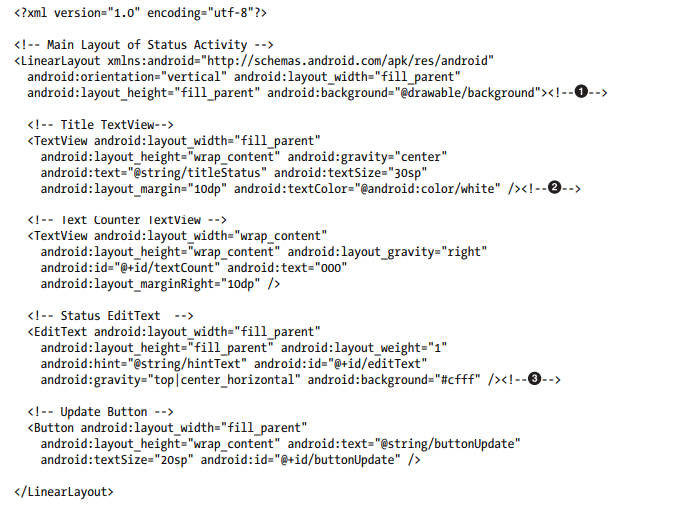 <?xml version="1.0" encoding="utf-8"?>
<!-- Main Layout of Status Activity -->
<LinearLayout xmlns:android="http://schemas.android.com/apk/res/android"
android:orientation="vertical" android:layout_width="fill_parent"
android:layout_height="fill_parent" android:background="@drawable/background"><!--❶-->
<!-- Title TextView-->
<TextView android:layout_width="fill_parent"
android:layout_height="wrap_content" android:gravity="center"
android:text="@string/titleStatus" android:textSize="30sp"
android:layout_margin="10dp" android:textColor="@android:color/white" /><!--❷-->
<!-- Text Counter TextView -->
<TextView android:layout_width="wrap_content"
android:layout_height="wrap_content" android:layout_gravity="right"
android:id="@+id/textCount" android:text="000"
android:layout_marginRight="10dp" />
<!-- Status EditText  -->
<EditText android:layout_width="fill_parent"
android:layout_height="fill_parent" android:layout_weight="1"
android:hint="@string/hintText" android:id="@+id/editText"
android:gravity="top|center_horizontal" android:background="#cfff" /><!--❸-->
<!-- Update Button -->
<Button android:layout_width="fill_parent"
android:layout_height="wrap_content" android:text="@string/buttonUpdate"
android:textSize="20sp" android:id="@+id/buttonUpdate" />
</LinearLayout>